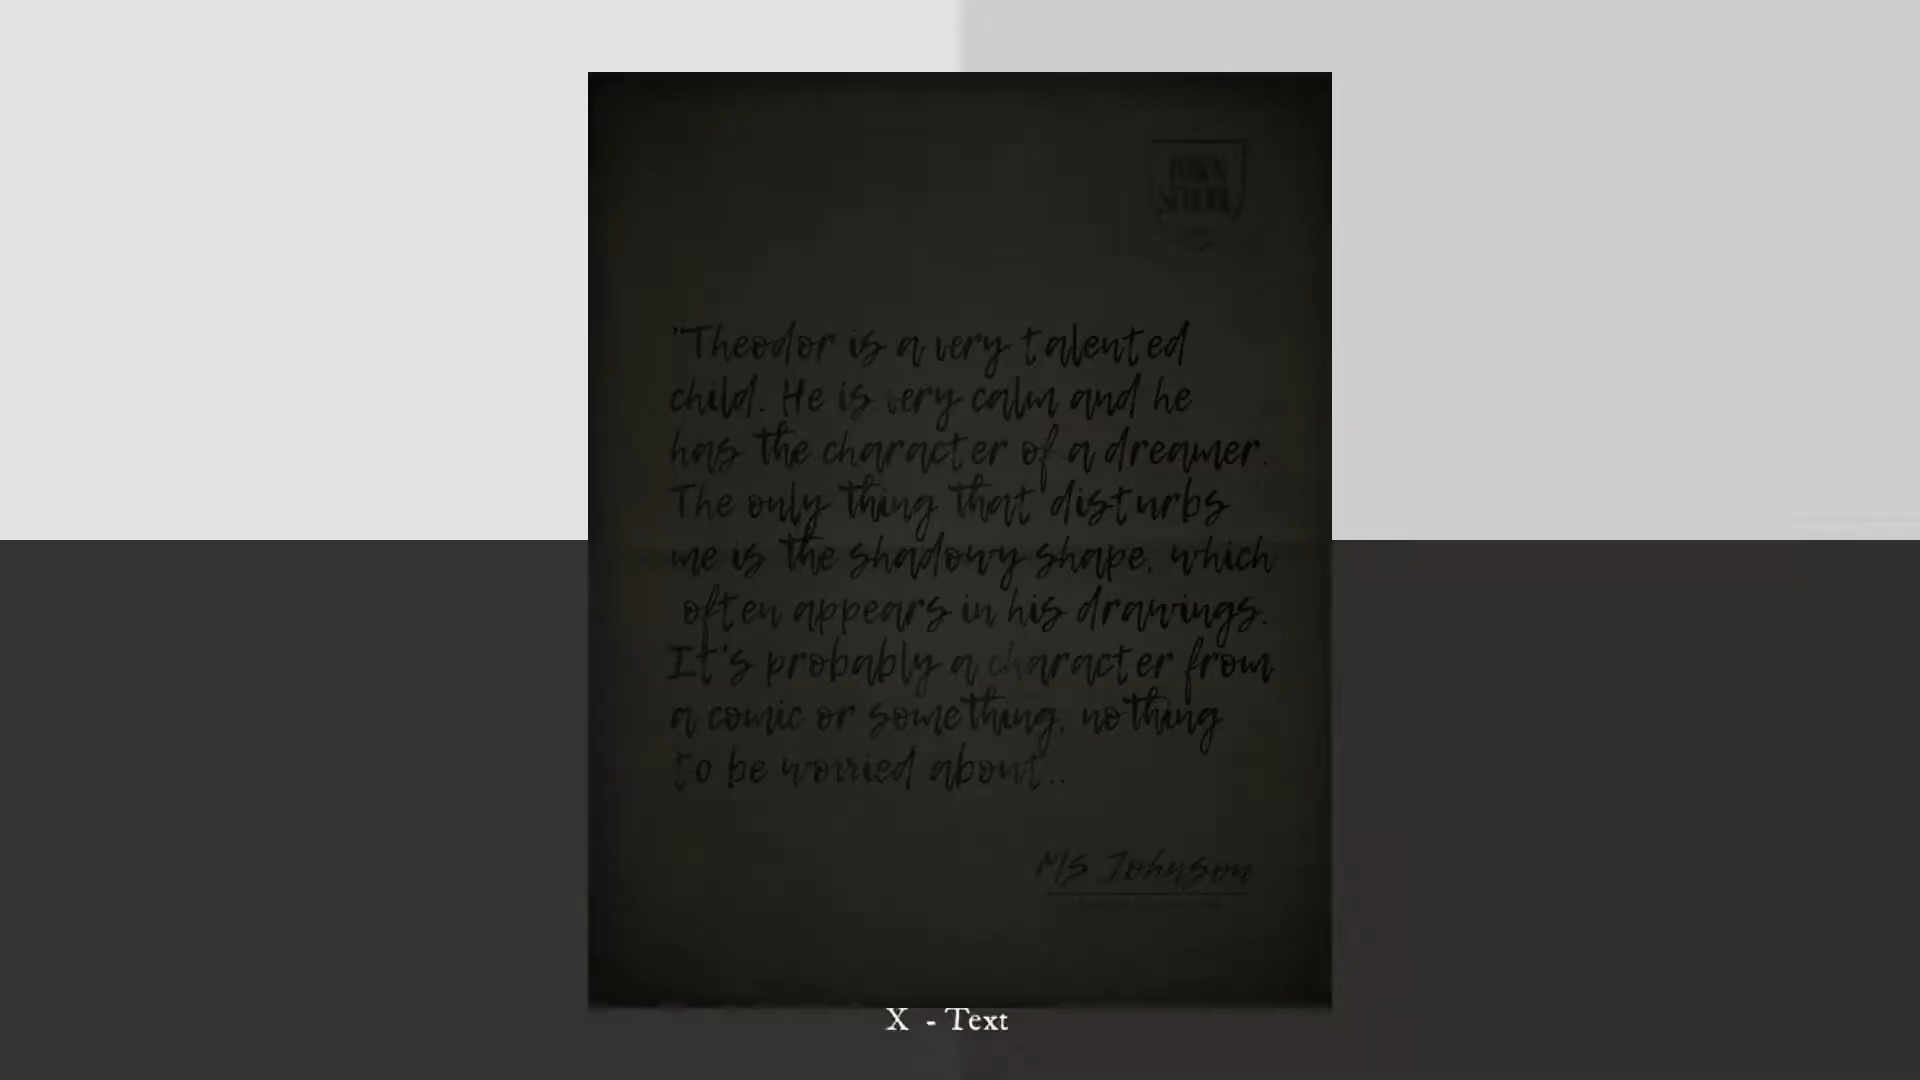 TOWN
SCHOOL
"Theodor is a very talented
child. He is very calm and he
has the character of a dreamer.
The only thing that disturbs
me is the shadowy shape, which
often appears in his drawings.
It's probably a character from
a comic or something, nothing
to be worried about..
Ms Johnson
X - Text